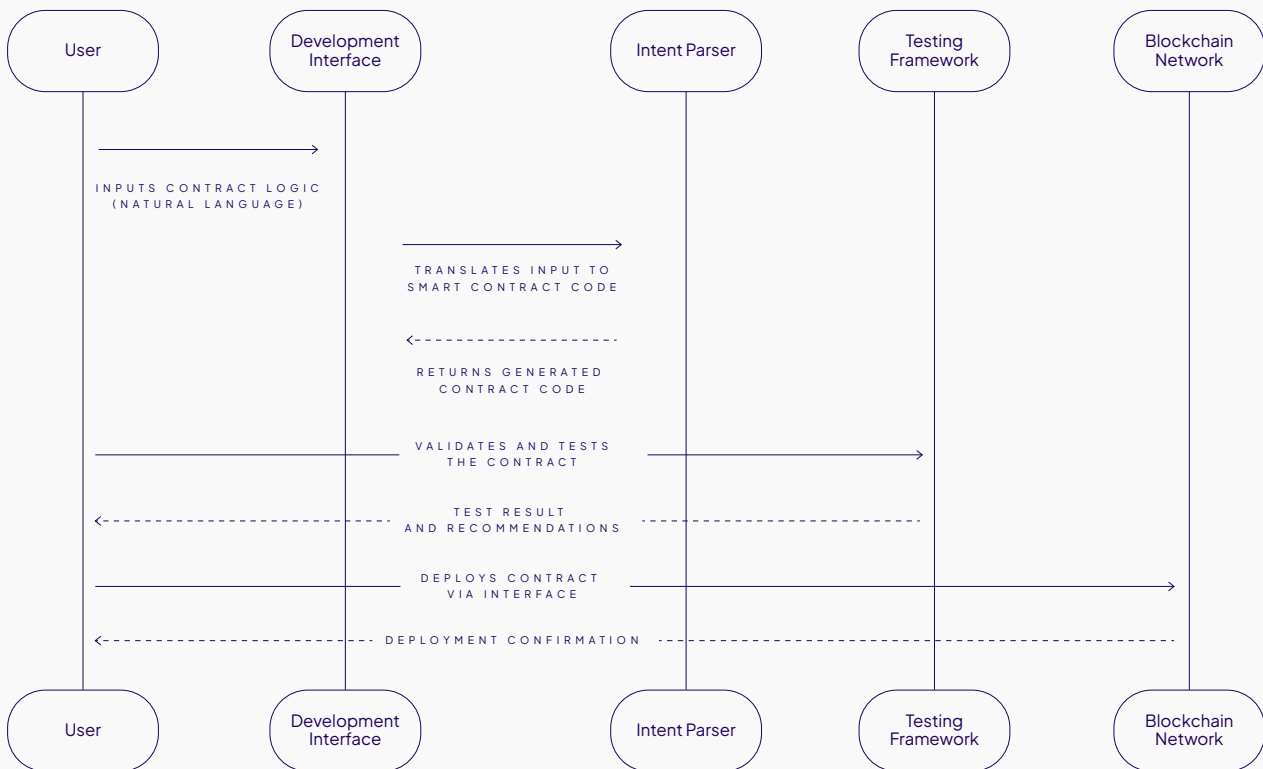 User
Development
Interface
Intent Parser
Testing
Framework
Blockchain
Network
INPUTS CONTRACT LOGIC
(NATURAL LANGUAGE)
TRANSLATES INPUT TO
SMART CONTRACT CODE
RETURNS GENERATED
CONTRACT CODE
VALIDATES AND TESTS
THE CONTRACT
TEST RESULT
AND RECOMMENDATIONS
DEPLOYS CONTRACT
VIA INTERFACE
DEPLOYMENT CONFIRMATION
User
Development
Interface
Intent Parser
Testing
Framework
Blockchain
Network